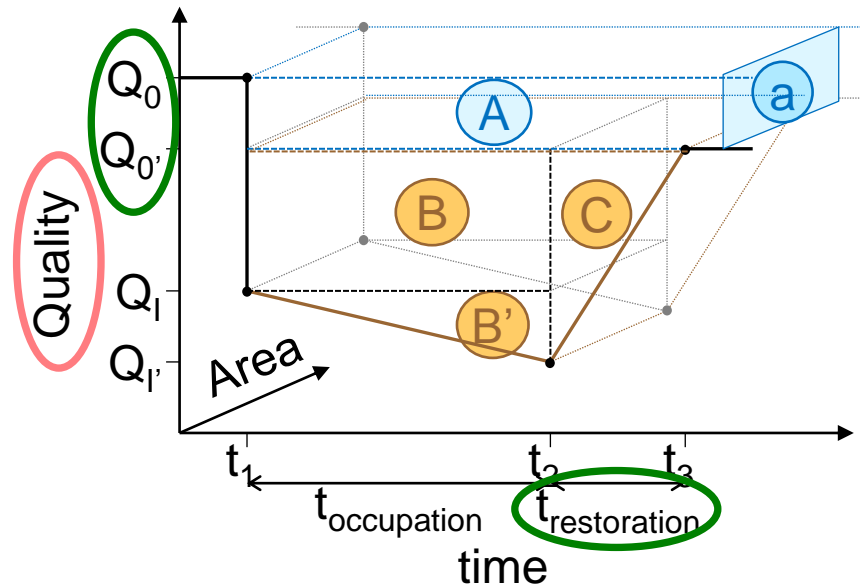 Q0
A
a
Q0'
B
C
Quality
QI
B'
QI'
Area
t1
t2
t3
toccupation
trestoration
time